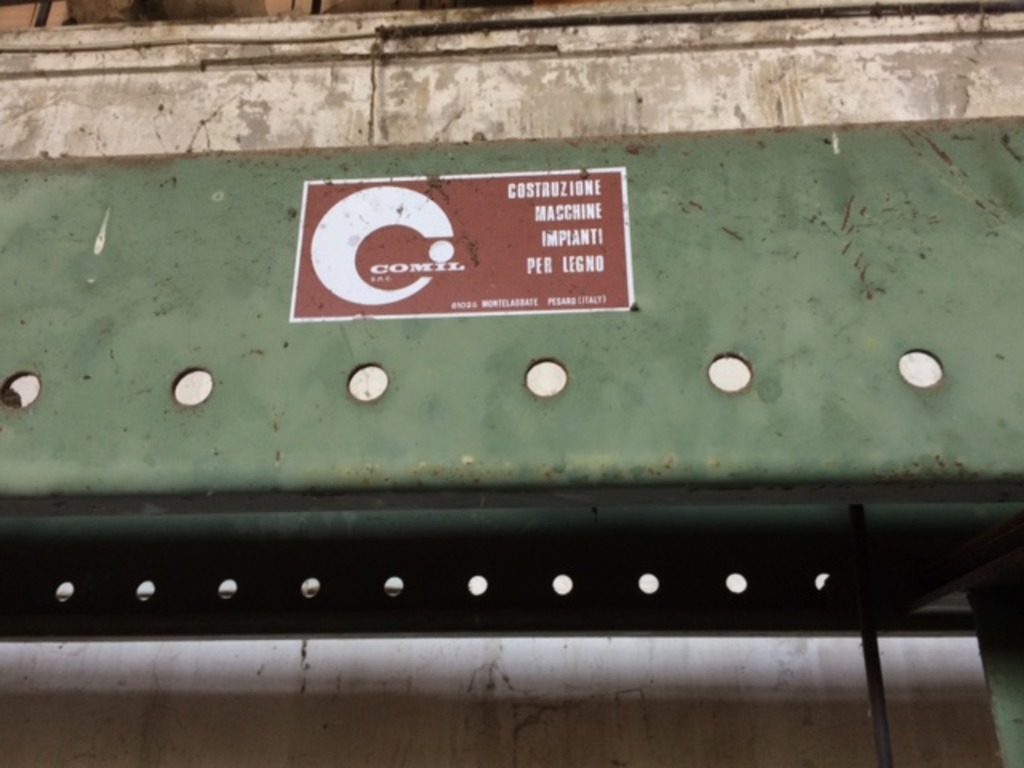 COSTRUZIONE
MACCHINE
IMPIANTI
PER LEGNO
COMIL
S.N.C.
61025 MONTELABBATE PESARO (ITALY)